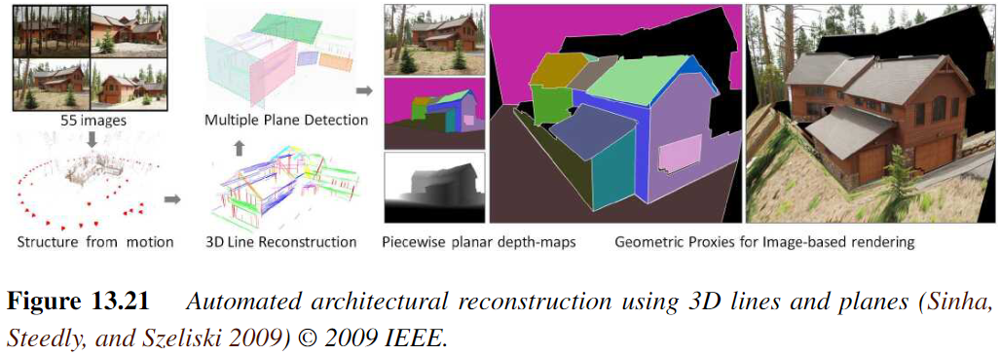 55 images
Multiple Plane Detection
Structure from motion
3D Line Reconstruction
Piecewise planar depth-maps
Geometric Proxies for Image-based rendering
Figure 13.21 Automated architectural reconstruction using 3D lines and planes (Sinha,
Steedly, and Szeliski 2009) © 2009 IEEE.